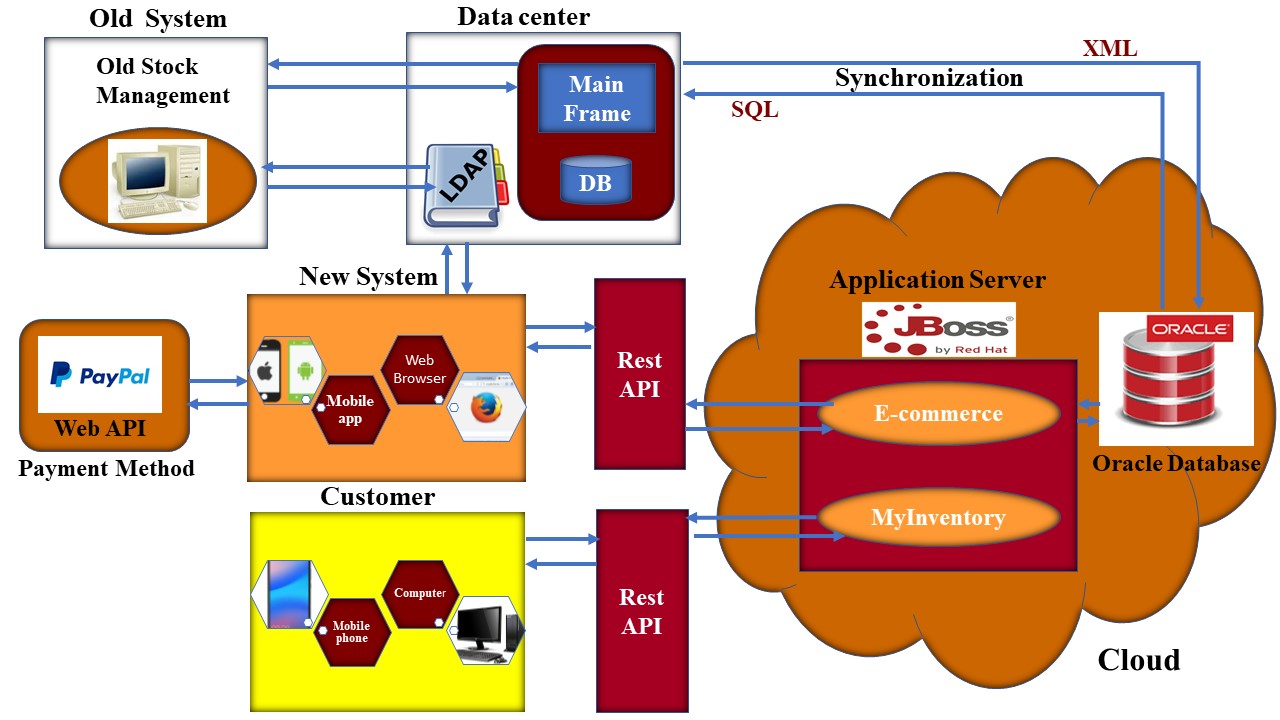 Old System
Data center
Old Stock
Management
Main
Frame
DB
LDAP
XML
Synchronization
SQL
New System
Application Server
JBoss®
by Red Hat
ORACLE®
PayPal
Web API
Payment Method
Web
Browser
Mobile
app
Rest
API
E-commerce
Oracle Database
Customer
MyInventory
Computer
Mobile
phone
Rest
API
Cloud